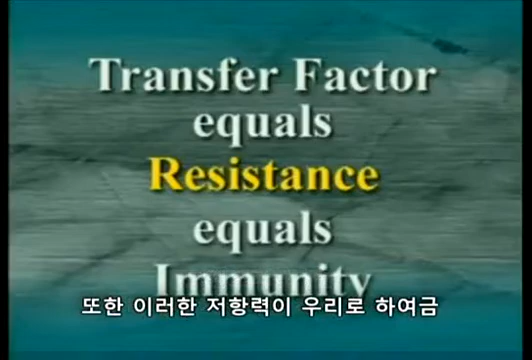 Transfer Factor
equals
Resistance
equals
Immunity
또한 이러한 저항력이 우리로 하여금